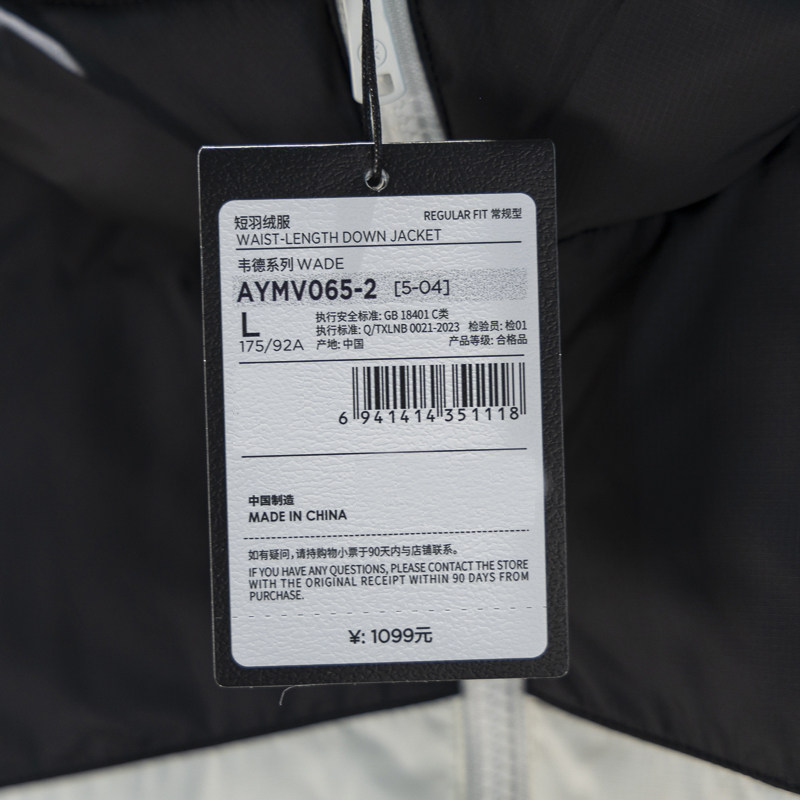 短羽绒服
REGULAR FIT 常规型
WAIST-LENGTH DOWN JACKET
韦德系列 WADE
AYMV065-2 [5-04]
L
175/92A
执行安全标准: GB 18401 C类
执行标准: Q/TXLNB 0021-2023 检验员: 检01
产地: 中国 产品等级: 合格品
6 941414 351118
中国制造
MADE IN CHINA
如有疑问，请持购物小票于90天内与店铺联系。
IF YOU HAVE ANY QUESTIONS, PLEASE CONTACT THE STORE
WITH THE ORIGINAL RECEIPT WITHIN 90 DAYS FROM
PURCHASE.
¥: 1099元